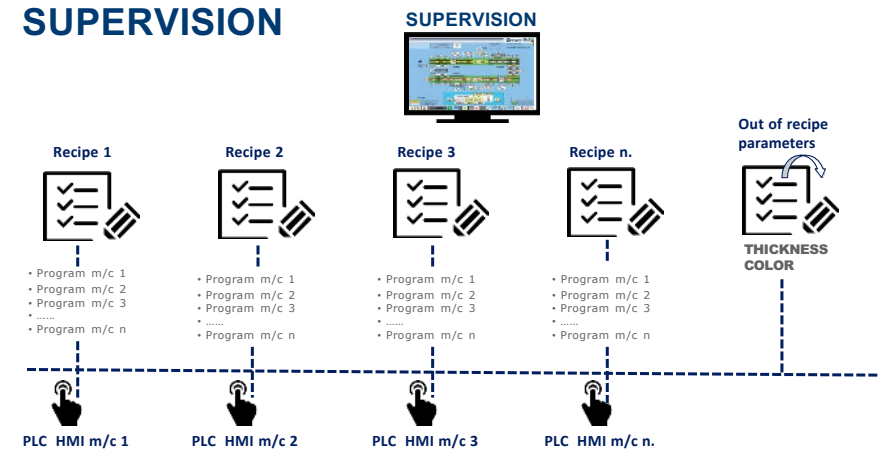 SUPERVISION
SUPERVISION
Recipe 1
Recipe 2
Recipe 3
Recipe n.
Out of recipe
parameters
THICKNESS
COLOR
• Program m/c 1
• Program m/c 2
• Program m/c 3
• ......
• Program m/c n
• Program m/c 1
• Program m/c 2
• Program m/c 3
• ......
• Program m/c n
• Program m/c 1
• Program m/c 2
• Program m/c 3
• ......
• Program m/c n
• Program m/c 1
• Program m/c 2
• Program m/c 3
• ......
• Program m/c n
PLC HMI m/c 1
PLC HMI m/c 2
PLC HMI m/c 3
PLC HMI m/c n.